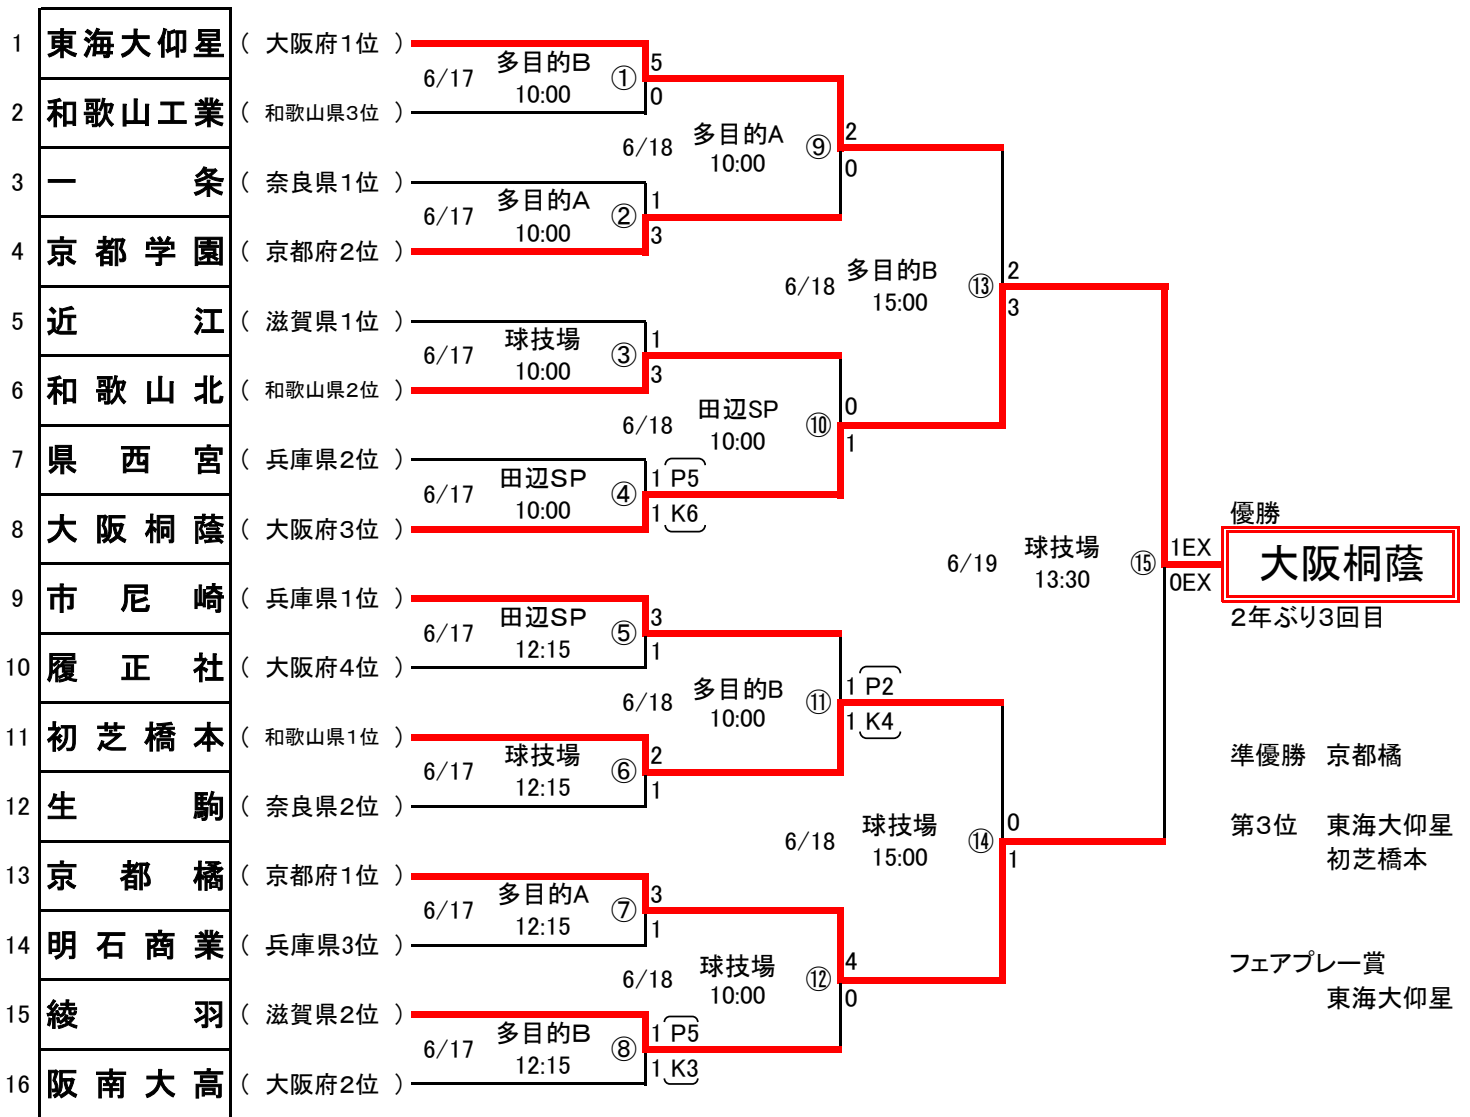 1 東海大仰星 ( 大阪府1位 )
6/17 多目的B ① 5
10:00 0
2 和歌山工業 ( 和歌山県3位 )
6/18 多目的A ⑨ 2
10:00 0
3 一条 ( 奈良県1位 )
6/17 多目的A ② 1
10:00 3
4 京都学園 ( 京都府2位 )
6/18 多目的B ⑬ 2
15:00 3
5 近江 ( 滋賀県1位 )
6/17 球技場 ③ 1
10:00 3
6 和歌山北 ( 和歌山県2位 )
6/18 田辺SP ⑩ 0
10:00 1
7 県西宮 ( 兵庫県2位 )
6/17 田辺SP ④ 1 P5
10:00 1 K6
8 大阪桐蔭 ( 大阪府3位 )
優勝
6/19 球技場 ⑮ 1EX 大阪桐蔭
13:30 0EX
2年ぶり3回目
9 市尼崎 ( 兵庫県1位 )
6/17 田辺SP ⑤ 3
12:15 1
10 履正社 ( 大阪府4位 )
6/18 多目的B ⑪ 1 P2
10:00 1 K4
11 初芝橋本 ( 和歌山県1位 )
6/17 球技場 ⑥ 2
12:15 1
準優勝 京都橘
12 生駒 ( 奈良県2位 )
6/18 球技場 ⑭ 0
15:00 1
第3位 東海大仰星
初芝橋本
13 京都橘 ( 京都府1位 )
6/17 多目的A ⑦ 3
12:15 1
14 明石商業 ( 兵庫県3位 )
6/18 球技場 ⑫ 4
10:00 0
フェアプレー賞
東海大仰星
15 綾羽 ( 滋賀県2位 )
6/17 多目的B ⑧ 1 P5
12:15 1 K3
16 阪南大高 ( 大阪府2位 )